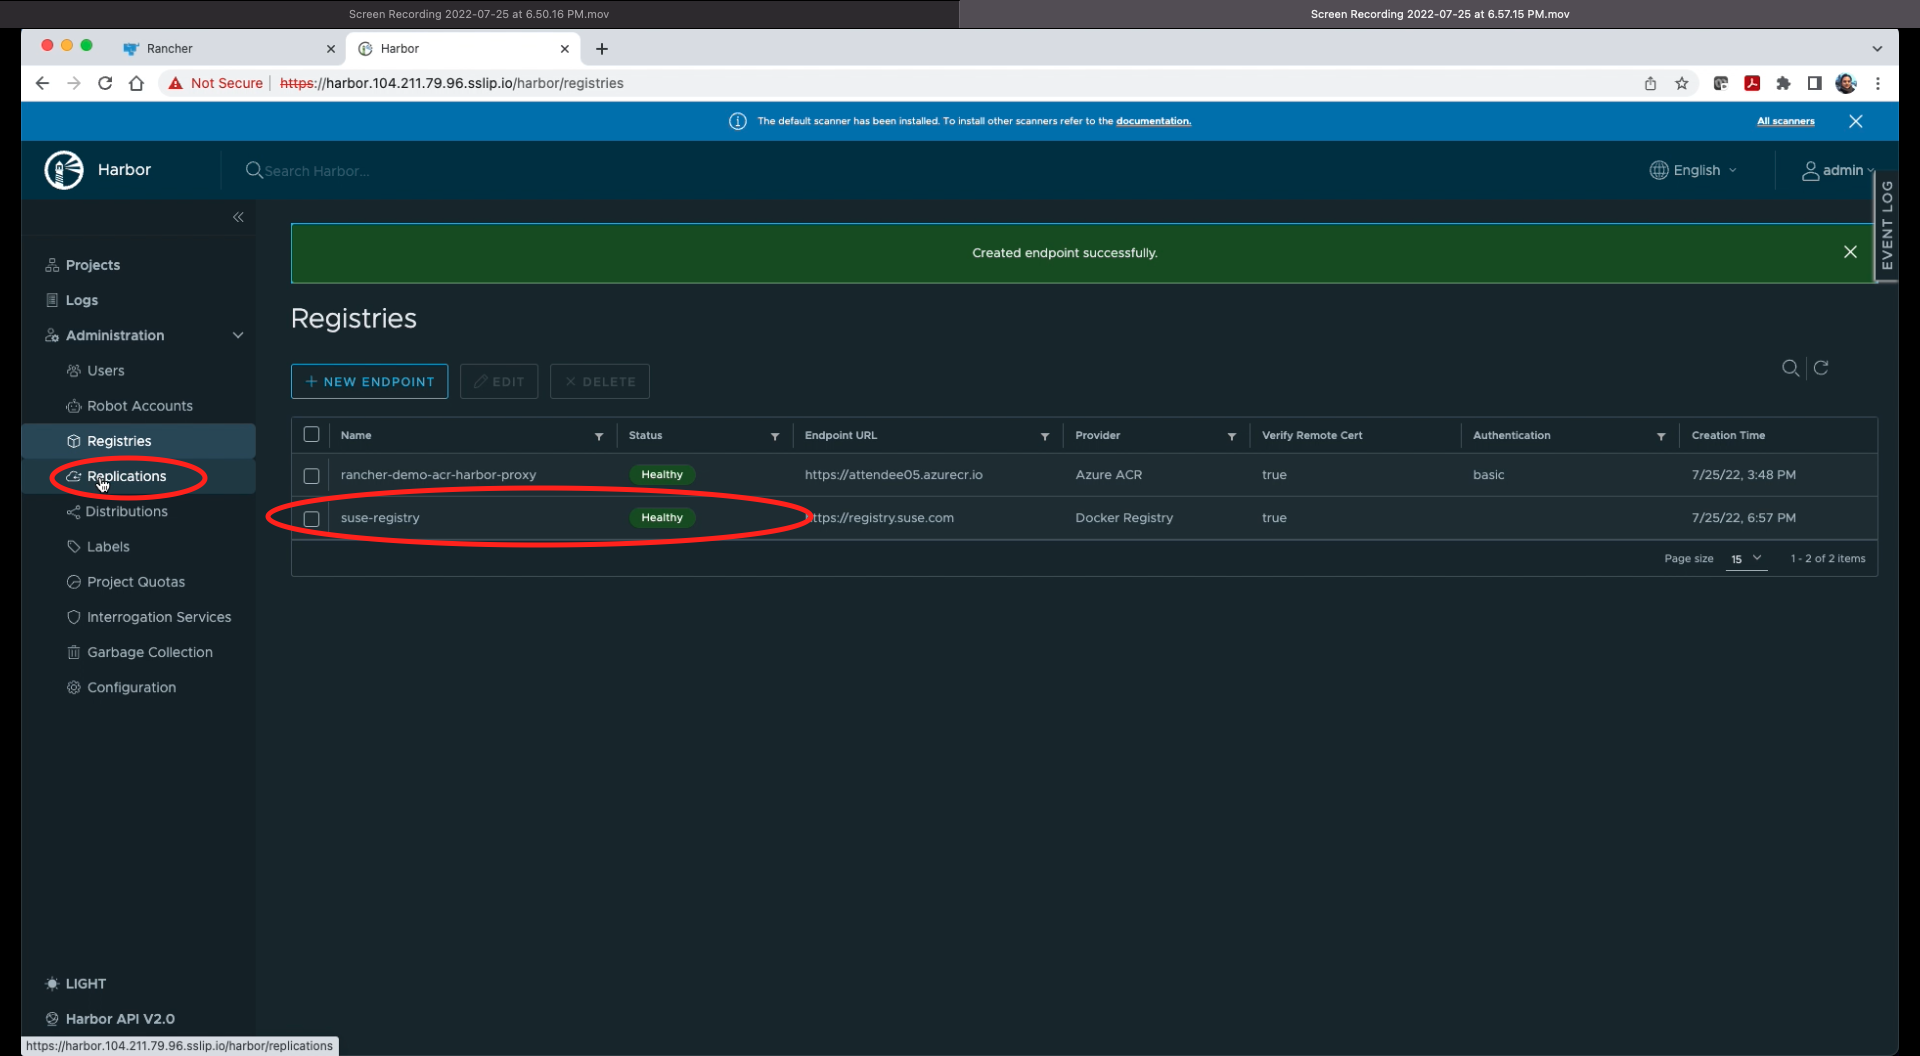 Screen Recording 2022-07-25 at 6.50.16 PM.mov
Screen Recording 2022-07-25 at 6.57.15 PM.mov
Rancher
Harbor
Not Secure
https://harbor.104.211.79.96.sslip.io/harbor/registries
The default scanner has been installed. To install other scanners refer to the documentation.
All scanners
Harbor
Search Harbor...
English
admin
EVENT LOG
Created endpoint successfully.
Projects
Logs
Administration
Users
Robot Accounts
Registries
Replications
Distributions
Labels
Project Quotas
Interrogation Services
Garbage Collection
Configuration
LIGHT
Harbor API V2.0
Registries
NEW ENDPOINT
EDIT
DELETE
Name Status Endpoint URL Provider Verify Remote Cert Authentication Creation Time
rancher-demo-acr-harbor-proxy Healthy https://attendee05.azurecr.io Azure ACR true basic 7/25/22, 3:48 PM
suse-registry Healthy ttps://registry.suse.com Docker Registry true 7/25/22, 6:57 PM
Page size 15 1 - 2 of 2 items
https://harbor.104.211.79.96.sslip.io/harbor/replications